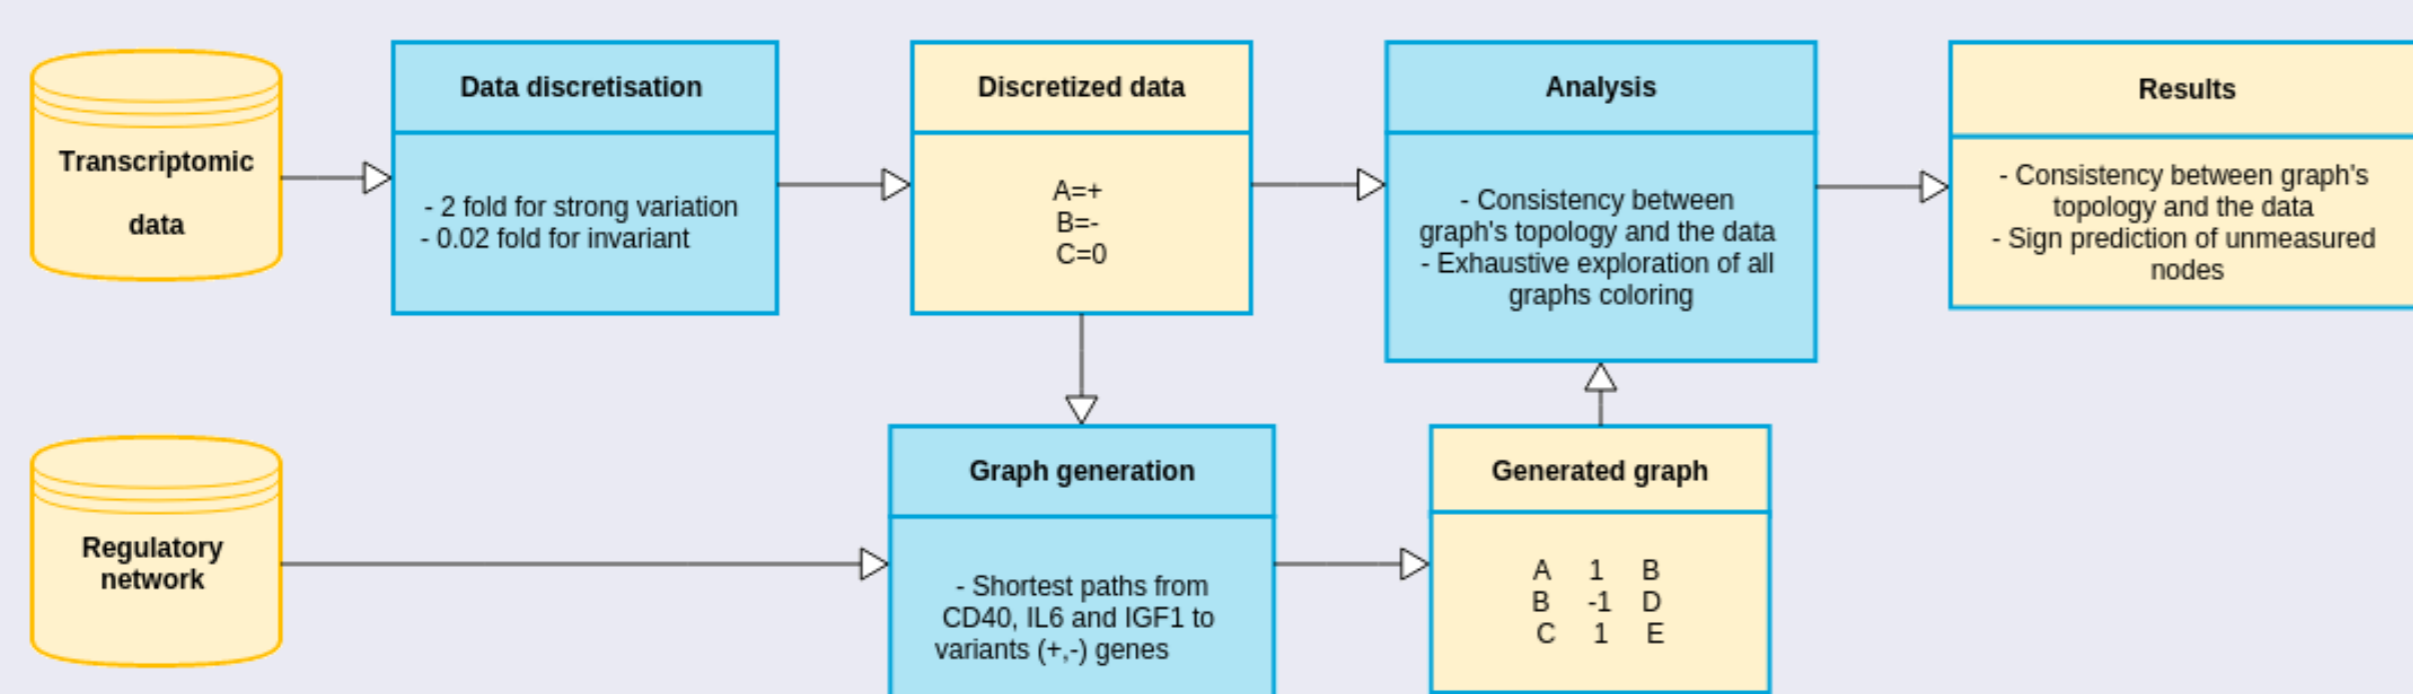 Transcriptomic
data
Data discretisation
- 2 fold for strong variation
- 0.02 fold for invariant
Discretized data
A=+
B=-
C=0
Analysis
- Consistency between
graph's topology and the data
- Exhaustive exploration of all
graphs coloring
Results
- Consistency between graph's
topology and the data
- Sign prediction of unmeasured
nodes
Regulatory
network
Graph generation
- Shortest paths from
CD40, IL6 and IGF1 to
variants (+,-) genes
Generated graph
A 1 B
B -1 D
C 1 E